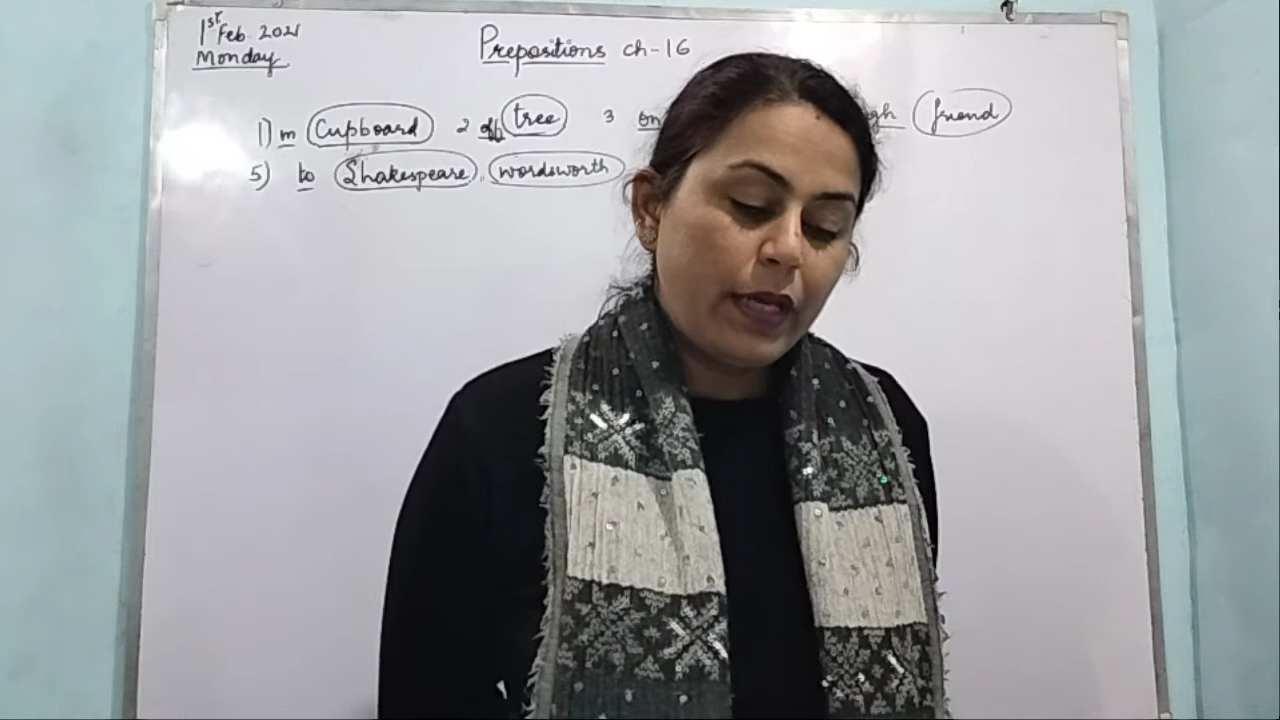 1st Feb. 2021
Monday
Prepositions ch-16
1) in Cupboard 2 off tree 3 on friend
5) to Shakespeare, wordsworth